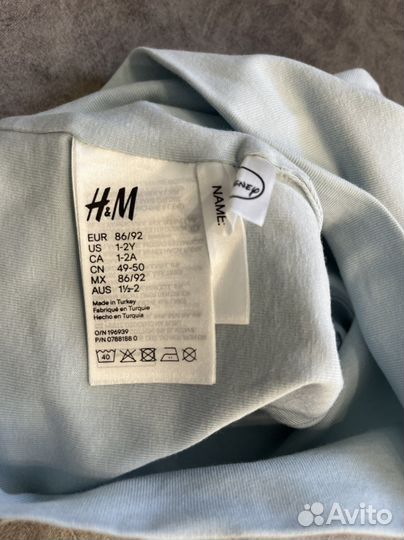 H&M
EUR 86/92
US 1-2Y
CA 1-2A
CN 49-50
MX 86/92
AUS 1½-2
Made in Turkey
Fabriqué en Turquie
Hecho en Turquía
O/N 196939
P/N 0788188 0
40
NAME:
Avito